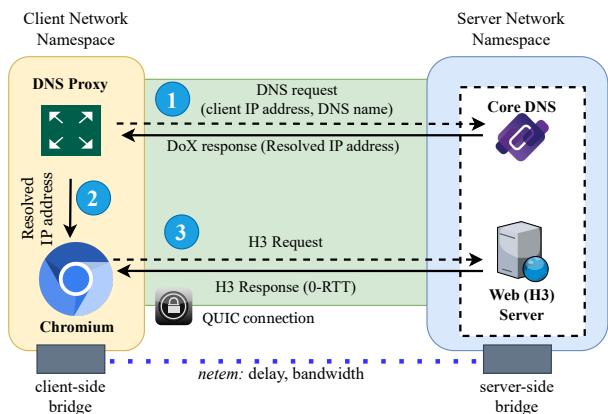 Client Network
Namespace
Server Network
Namespace
DNS Proxy
1
DNS request
(client IP address, DNS name)
Core DNS
DoX response (Resolved IP address)
Resolved
IP address
2
3
H3 Request
H3 Response (0-RTT)
Web (H3)
Server
Chromium
QUIC connection
netem: delay, bandwidth
client-side
bridge
server-side
bridge